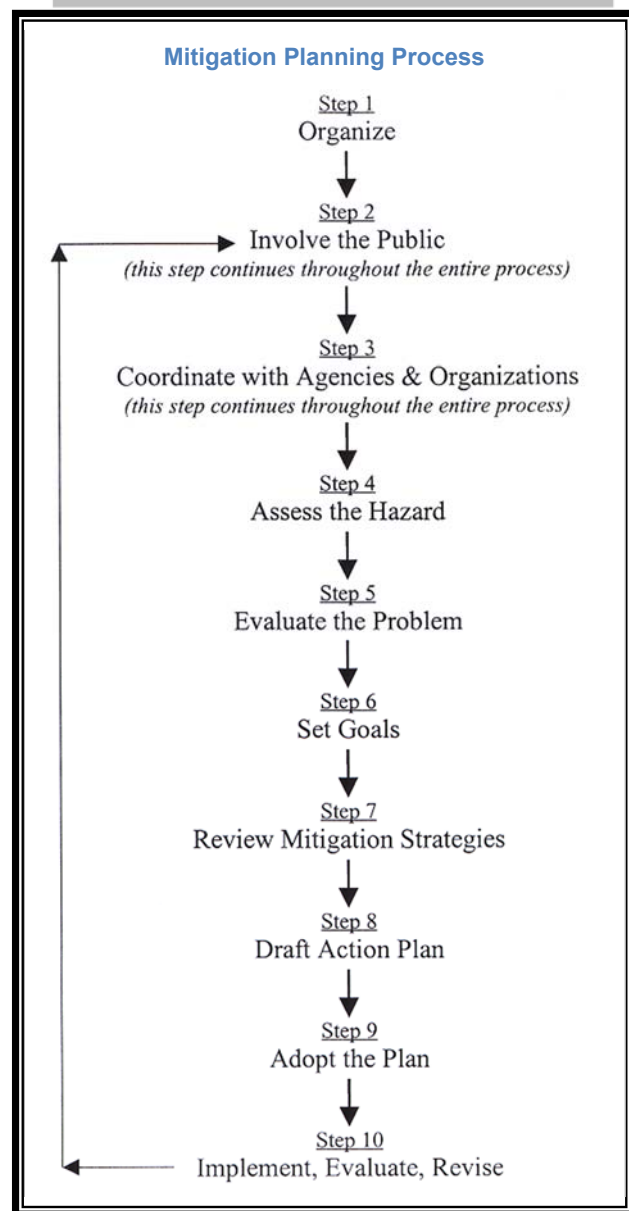 Mitigation Planning Process
Step 1
Organize
Step 2
Involve the Public
(this step continues throughout the entire process)
Step 3
Coordinate with Agencies & Organizations
(this step continues throughout the entire process)
Step 4
Assess the Hazard
Step 5
Evaluate the Problem
Step 6
Set Goals
Step 7
Review Mitigation Strategies
Step 8
Draft Action Plan
Step 9
Adopt the Plan
Step 10
Implement, Evaluate, Revise